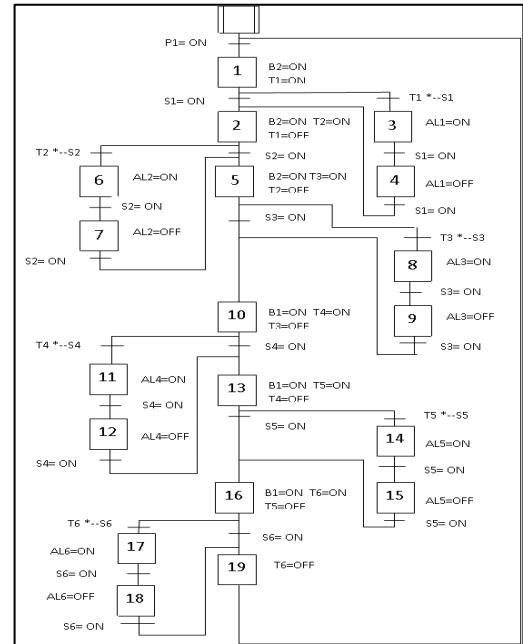 P1= ON
1
B2=ON
T1=ON
S1= ON
T1 *--S1
2
B2=ON T2=ON
T1=OFF
3
AL1=ON
T2 *--S2
S2= ON
S1= ON
6
AL2=ON
5
B2=ON T3=ON
T2=OFF
4
AL1=OFF
S2= ON
S3= ON
S1= ON
7
AL2=OFF
T3 *--S3
S2= ON
8
AL3=ON
S3= ON
10
B1=ON T4=ON
T3=OFF
9
AL3=OFF
T4 *--S4
S4= ON
S3= ON
11
AL4=ON
13
B1=ON T5=ON
T4=OFF
S4= ON
T5 *--S5
12
AL4=OFF
S5= ON
14
AL5=ON
S4= ON
S5= ON
16
B1=ON T6=ON
T5=OFF
15
AL5=OFF
T6 *--S6
S5= ON
AL6=ON
17
S6= ON
S6= ON
19
T6=OFF
AL6=OFF
18
S6= ON